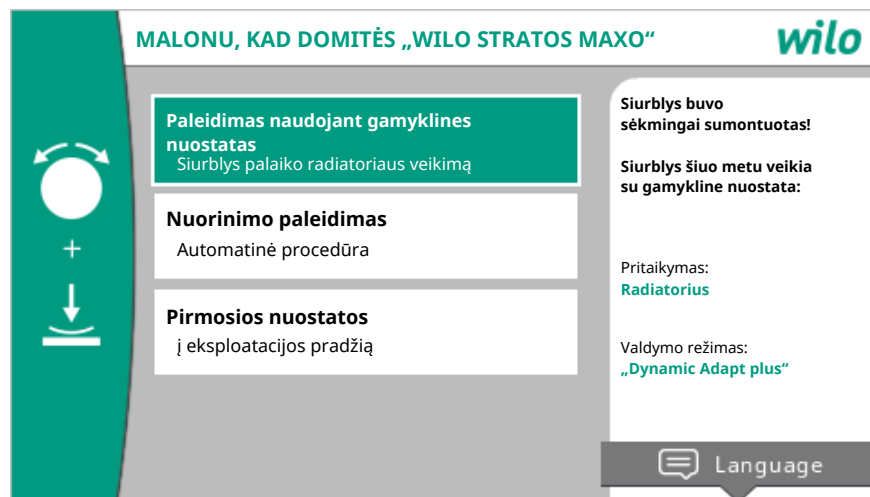 MALONU, KAD DOMITĖS „WILO STRATOS MAXO“
wilo
Paleidimas naudojant gamyklines
nuostatas
Siurblys palaiko radiatoriaus veikimą
Nuorinimo paleidimas
Automatinė procedūra
Pirmosios nuostatos
į eksploatacijos pradžią
+
Siurblys buvo
sėkmingai sumontuotas!
Siurblys šiuo metu veikia
su gamykline nuostata:
Pritaikymas:
Radiatorius
Valdymo režimas:
„Dynamic Adapt plus“
Language